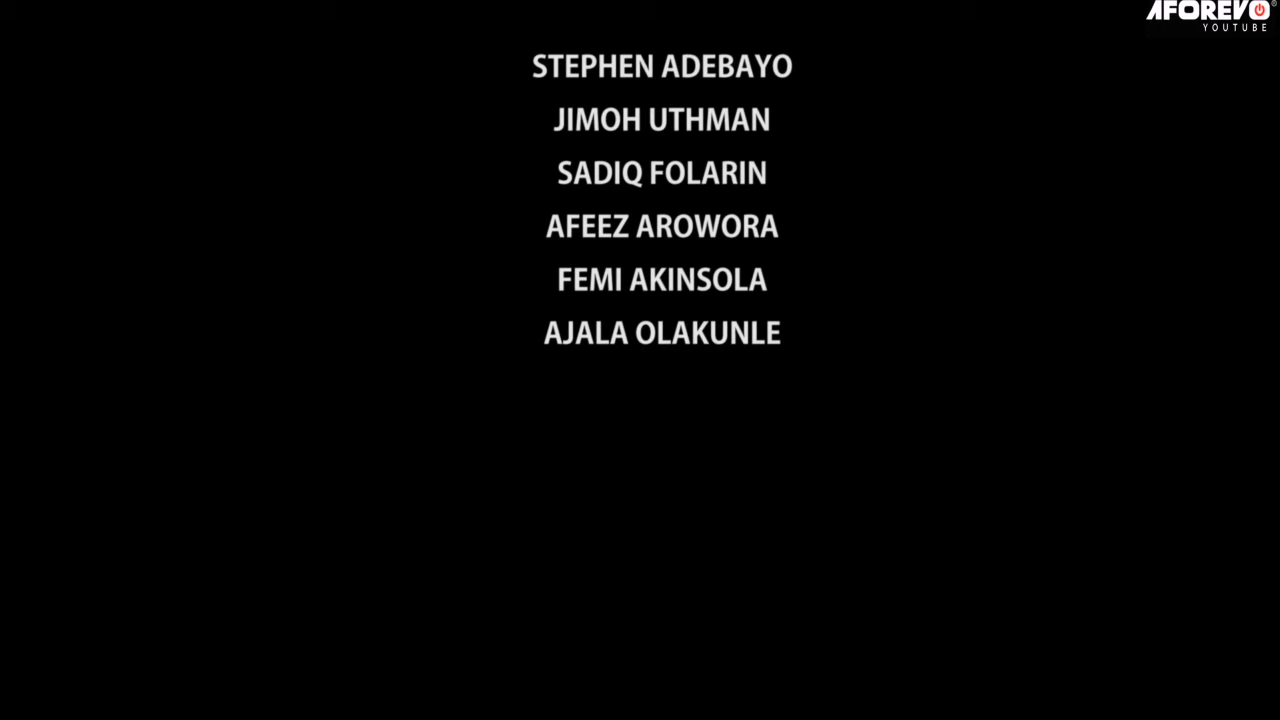 AFOREVO
YOUTUBE
STEPHEN ADEBAYO
JIMOH UTHMAN
SADIQ FOLARIN
AFEEZ AROWORA
FEMI AKINSOLA
AJALA OLAKUNLE